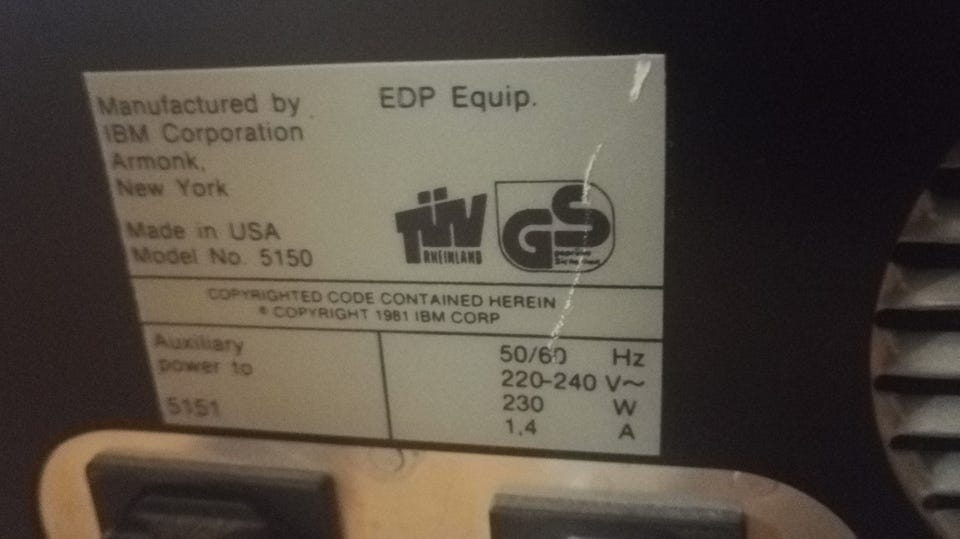 Manufactured by
IBM Corporation
Armonk,
New York
EDP Equip.
Made in USA
Model No. 5150
TÜV
RHEINLAND
GS
geprüfte
Sicherheit
COPYRIGHTED CODE CONTAINED HEREIN
© COPYRIGHT 1981 IBM CORP
Auxiliary
power to
5151
50/60 Hz
220-240 V~
230 W
1,4 A